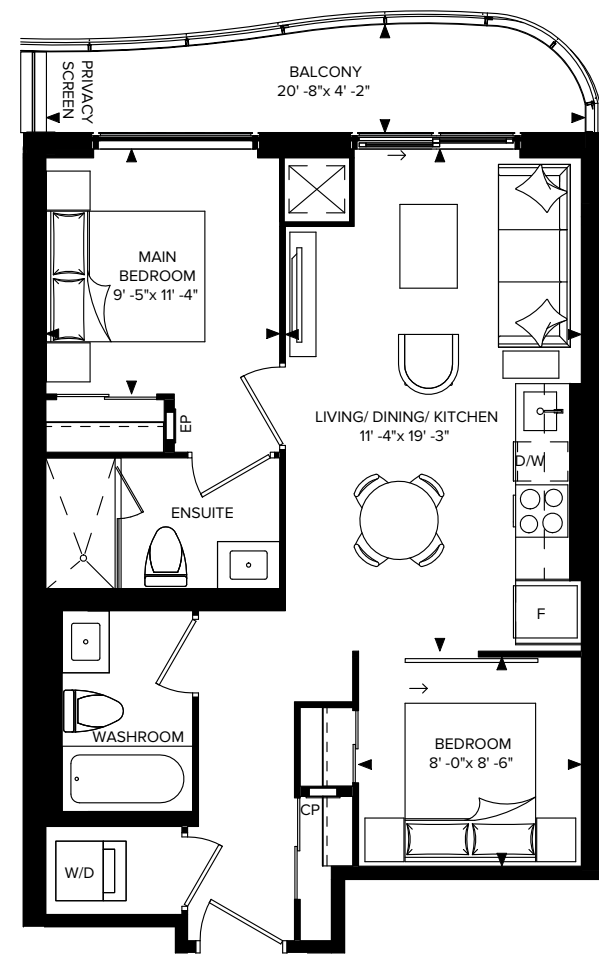 PRIVACY
SCREEN
BALCONY
20' -8"x 4' -2"
MAIN
BEDROOM
9' -5"x 11' -4"
EP
LIVING/ DINING/ KITCHEN
11' -4"x 19' -3"
D/W
ENSUITE
F
WASHROOM
BEDROOM
8' -0"x 8' -6"
CP
W/D